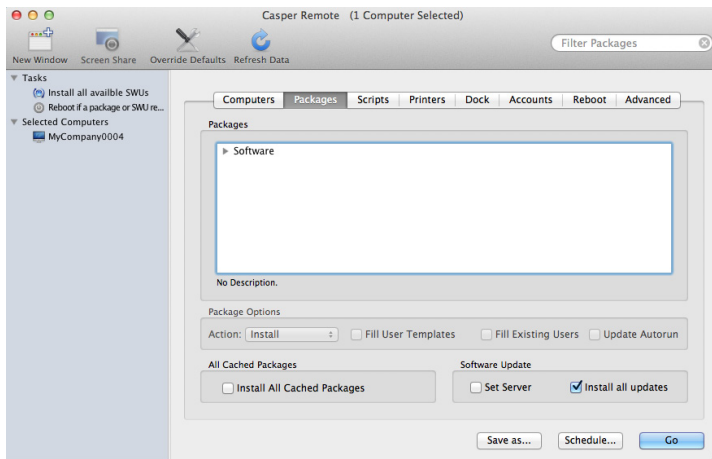 Casper Remote (1 Computer Selected)
New Window Screen Share Override Defaults Refresh Data
Filter Packages
Tasks
Install all availble SWUs
Reboot if a package or SWU re...
Selected Computers
MyCompany0004
Computers Packages Scripts Printers Dock Accounts Reboot Advanced
Packages
Software
No Description.
Package Options
Action: Install Fill User Templates Fill Existing Users Update Autorun
All Cached Packages Software Update
Install All Cached Packages Set Server Install all updates
Save as... Schedule... Go